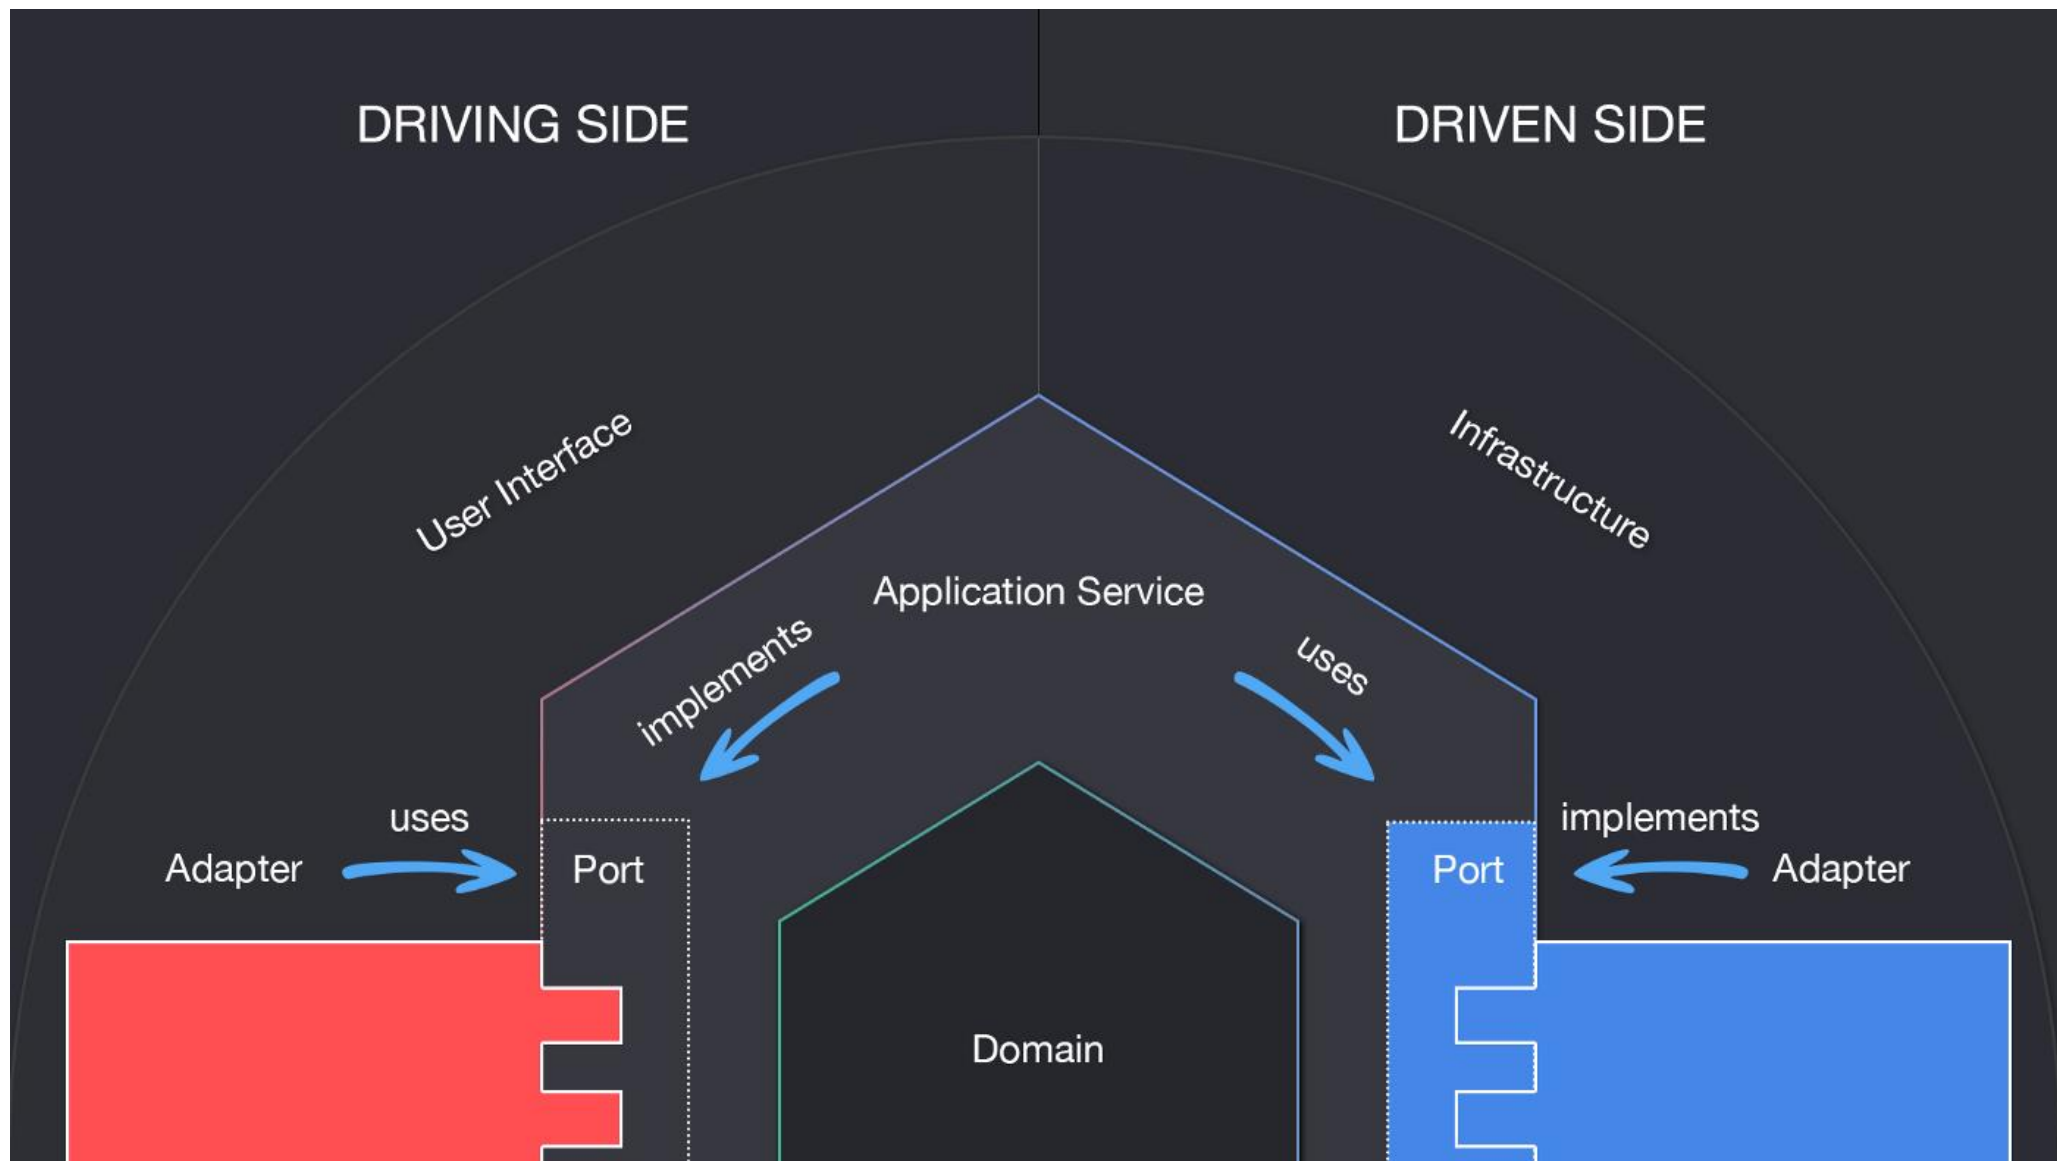 DRIVING SIDE
DRIVEN SIDE
User Interface
Infrastructure
Application Service
implements
uses
uses
implements
Adapter
Port
Port
Adapter
Domain